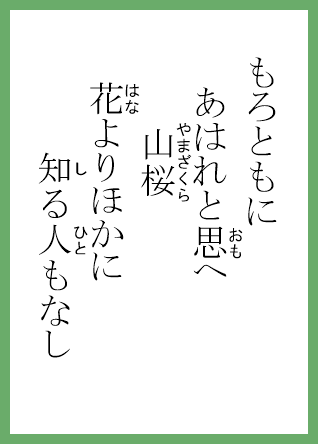 もろともに
あはれと思へ
山桜
花よりほかに
知る人もなし